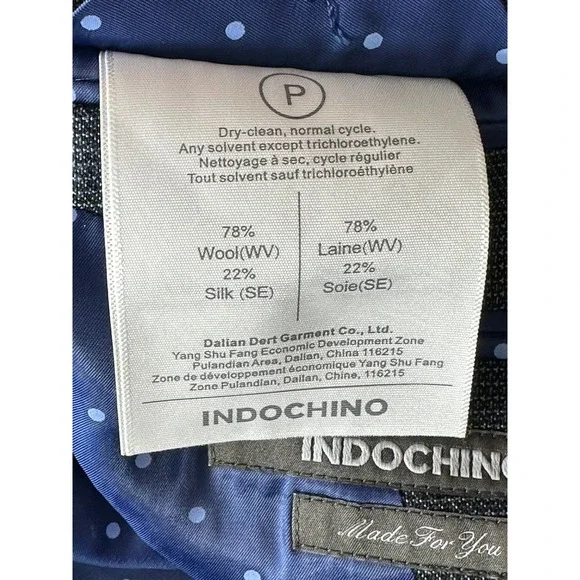 P
Dry-clean, normal cycle.
Any solvent except trichloroethylene.
Nettoyage à sec, cycle régulier
Tout solvent sauf trichloroéthylène
78%
Wool(WV)
22%
Silk (SE)
78%
Laine(WV)
22%
Soie(SE)
Dalian Dert Garment Co., Ltd.
Yang Shu Fang Economic Development Zone
Pulandian Area, Dalian, China 116215
Zone de développement économique Yang Shu Fang
Zone Pulandian, Dalian, Chine, 116215
INDOCHINO
INDOCHINO
Made For You